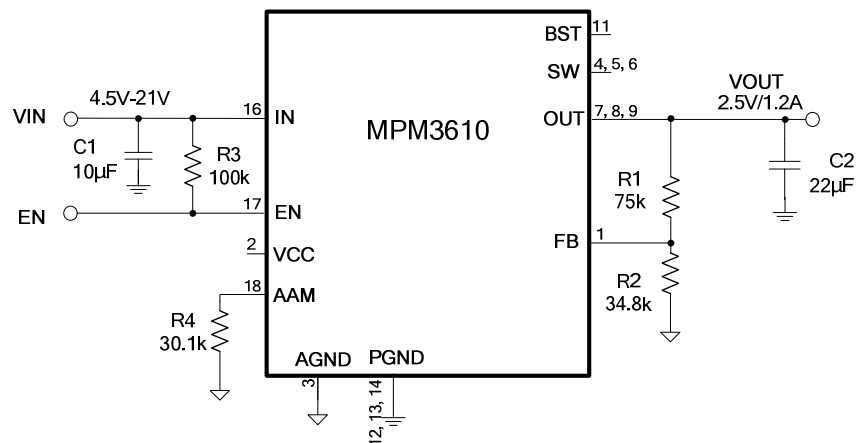 BST
11
SW
4, 5, 6
VOUT
2.5V/1.2A
4.5V-21V
VIN
16
IN
MPM3610
OUT
7, 8, 9
C1
10µF
R3
100k
R1
75k
C2
22µF
EN
17
EN
FB
1
2
VCC
18
AAM
R2
34.8k
R4
30.1k
AGND
PGND
3
12, 13, 14